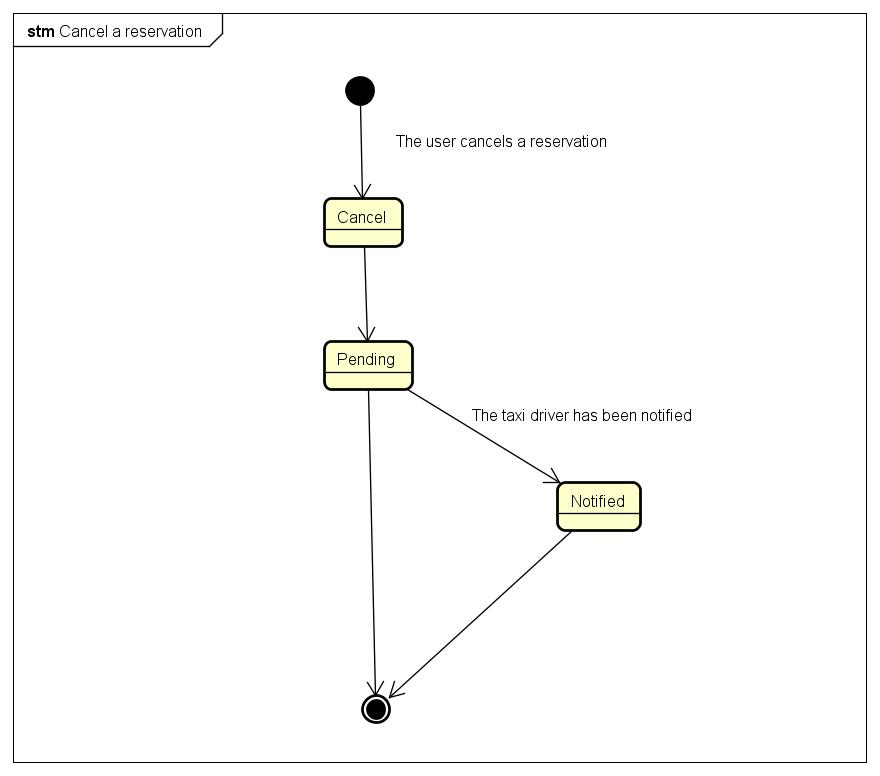 stm Cancel a reservation
The user cancels a reservation
Cancel
Pending
The taxi driver has been notified
Notified